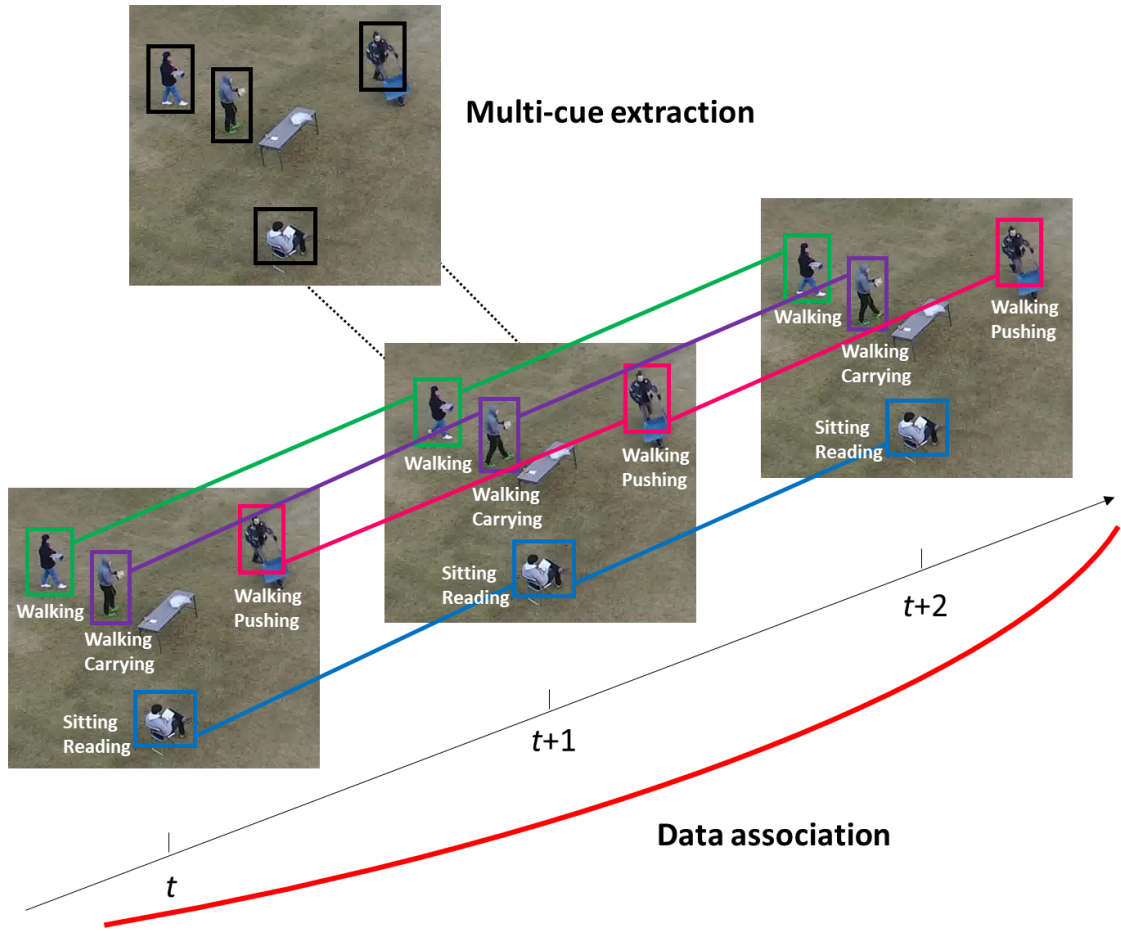 Multi-cue extraction
Walking
Walking
Pushing
Walking
Carrying
Sitting
Reading
Walking
Walking
Pushing
Walking
Carrying
Sitting
Reading
Walking
Walking
Pushing
Walking
Carrying
Sitting
Reading
t+2
t+1
t
Data association